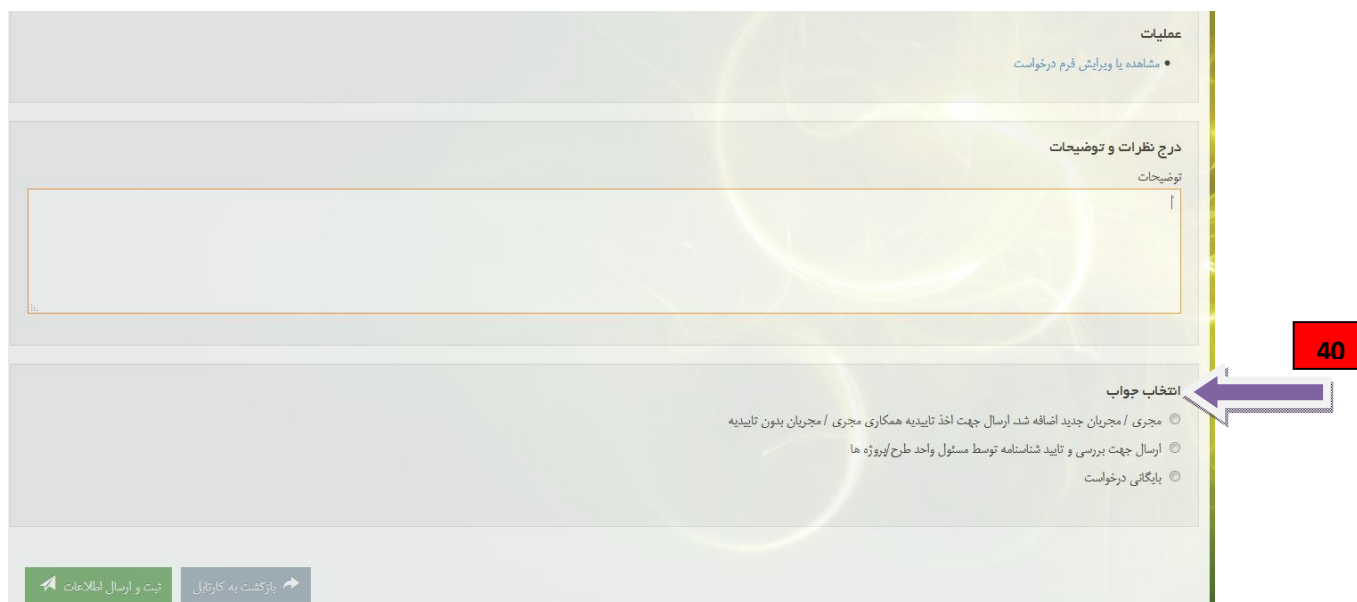 عملیات
• مشاهده یا ویرایش فرم درخواست
درج نظرات و توضیحات
توضیحات
40
انتخاب جواب
مجری / مجریان جدید اضافه شد، ارسال جهت اخذ تاییدیه همکاری مجری / مجریان بدون تاییدیه
ارسال جهت بررسی و تایید شناسنامه توسط مسئول واحد طرح/پروژه ها
بایگانی درخواست
بازگشت به کارتابل
ثبت و ارسال اطلاعات